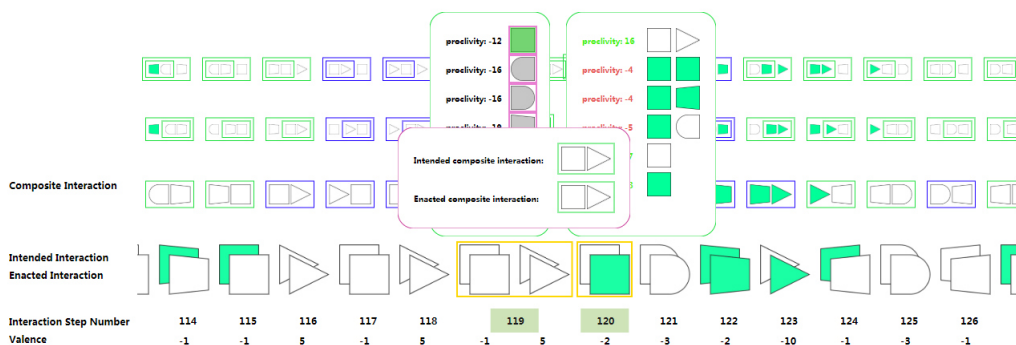 proclivity: -12
proclivity: -16
proclivity: -16
proclivity: 16
proclivity: -4
proclivity: -4
Intended composite interaction:
Enacted composite interaction:
Composite Interaction
Intended Interaction
Enacted Interaction
Interaction Step Number 114 115 116 117 118 119 120 121 122 123 124 125 126
Valence -1 -1 5 -1 5 -1 5 -2 -3 -2 -10 -1 -3 -1